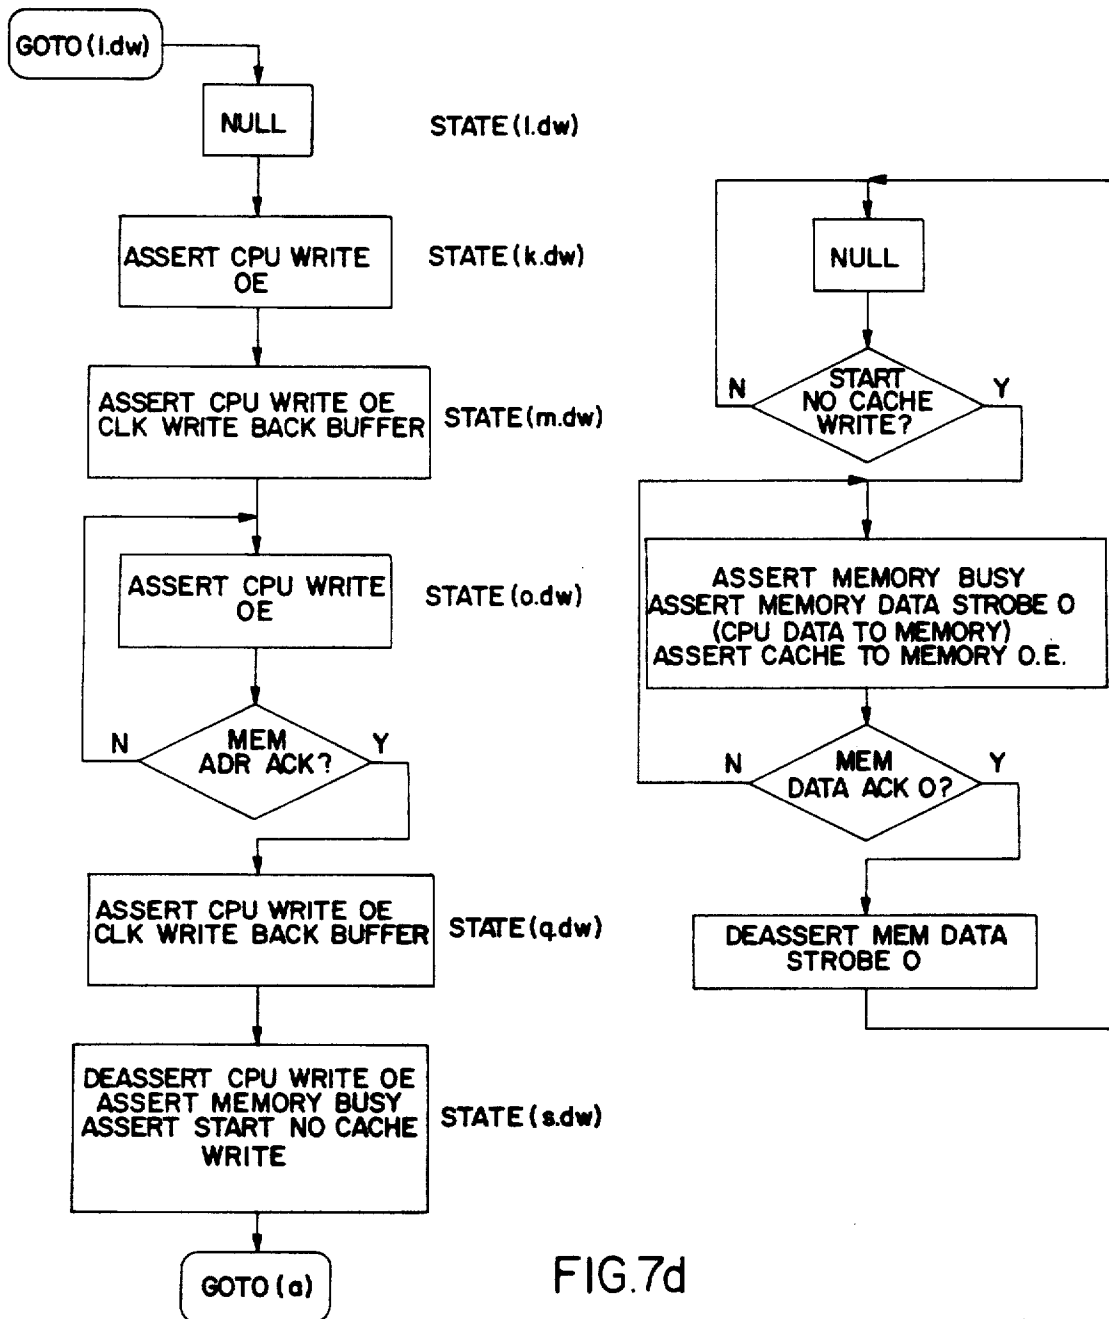 GOTO(l.dw)
NULL
STATE(l.dw)
ASSERT CPU WRITE
OE
STATE(k.dw)
ASSERT CPU WRITE OE
CLK WRITE BACK BUFFER
STATE(m.dw)
ASSERT CPU WRITE
OE
STATE(o.dw)
N
MEM
ADR ACK?
Y
ASSERT CPU WRITE OE
CLK WRITE BACK BUFFER
STATE(q.dw)
DEASSERT CPU WRITE OE
ASSERT MEMORY BUSY
ASSERT START NO CACHE
WRITE
STATE(s.dw)
GOTO(a)
NULL
N
START
NO CACHE
WRITE?
Y
ASSERT MEMORY BUSY
ASSERT MEMORY DATA STROBE 0
(CPU DATA TO MEMORY)
ASSERT CACHE TO MEMORY O.E.
N
MEM
DATA ACK 0?
Y
DEASSERT MEM DATA
STROBE 0
FIG.7d